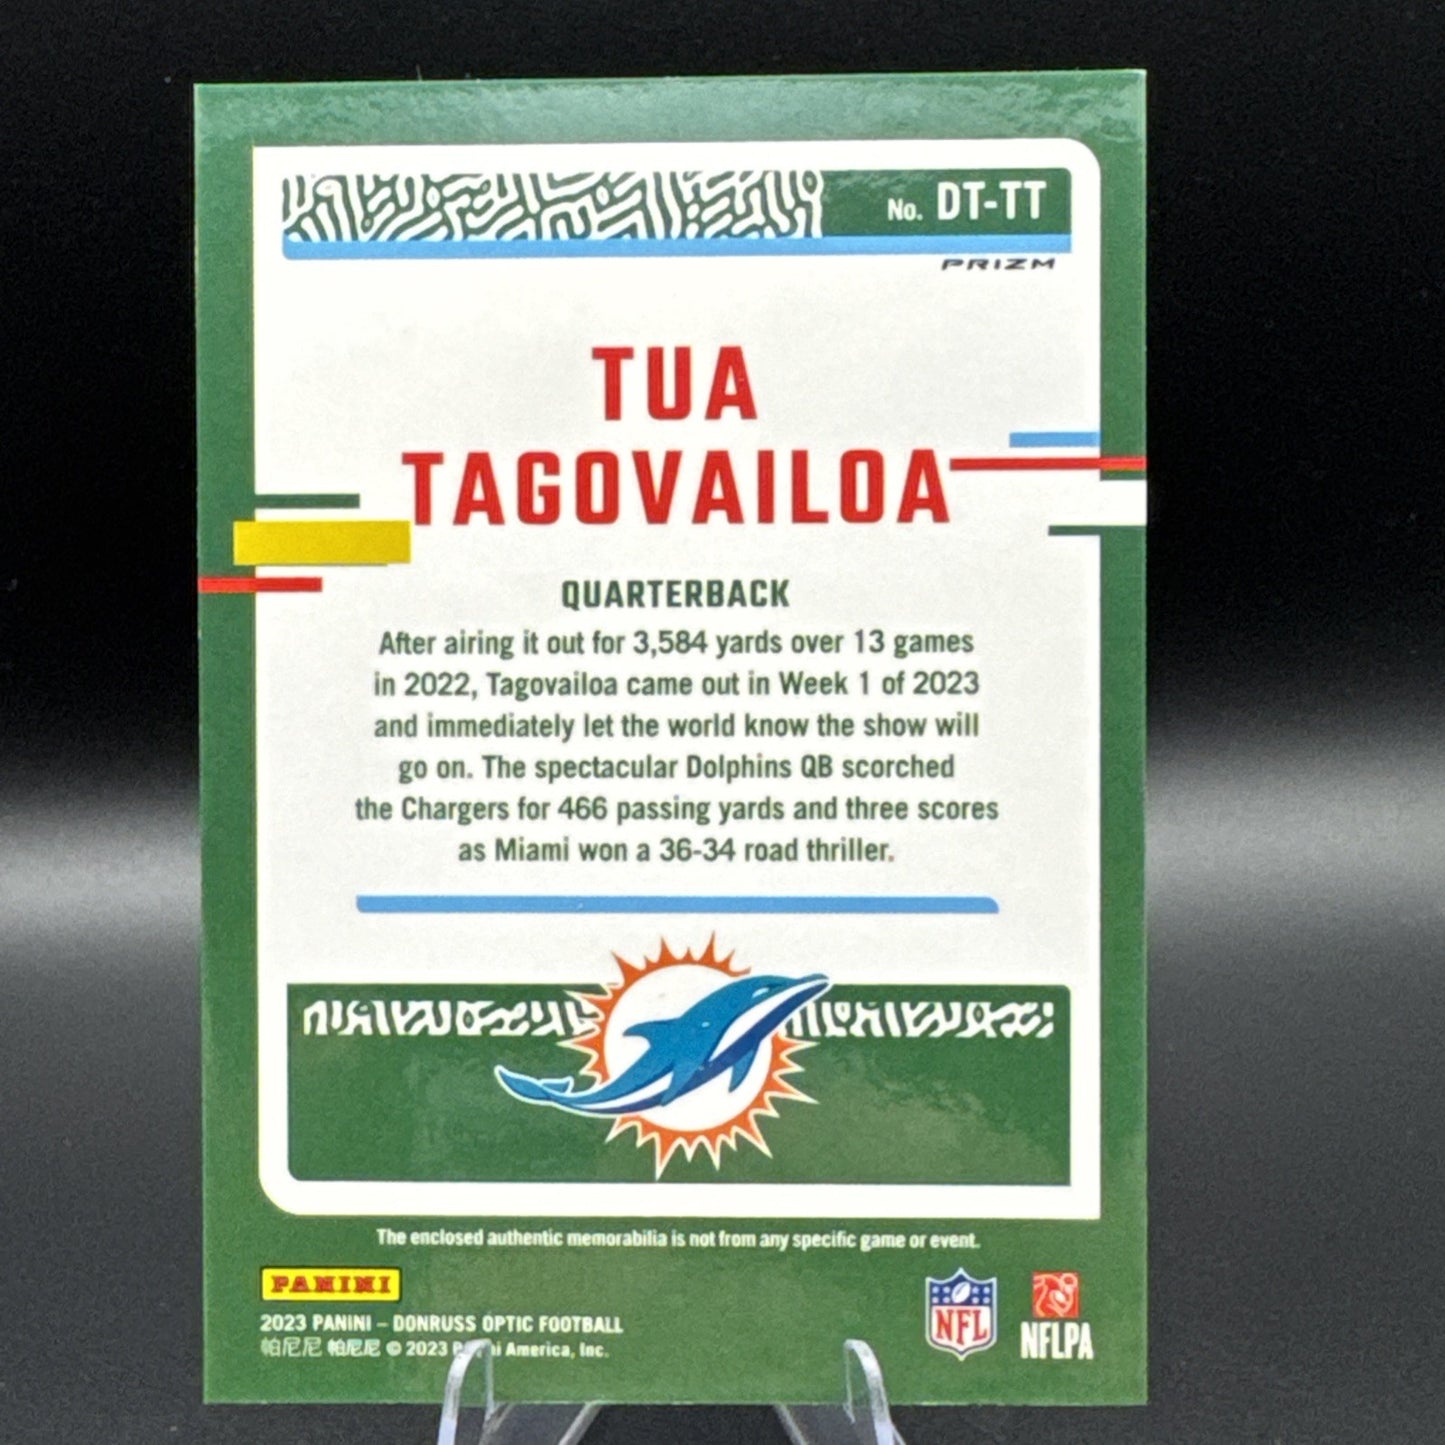 No. DT-TT
PRIZM
TUA
TAGOVAILOA
QUARTERBACK
After airing it out for 3,584 yards over 13 games
in 2022, Tagovailoa came out in Week 1 of 2023
and immediately let the world know the show will
go on. The spectacular Dolphins QB scorched
the Chargers for 466 passing yards and three scores
as Miami won a 36-34 road thriller.
The enclosed authentic memorabilia is not from any specific game or event.
PANINI
2023 PANINI – DONRUSS OPTIC FOOTBALL
帕尼尼 帕尼尼 © 2023 America, Inc.
NFL
NFLPA